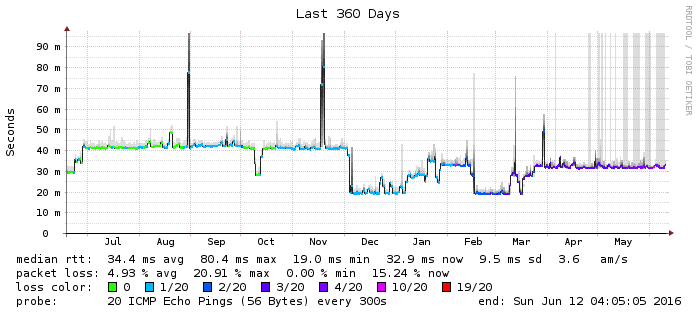 Last 360 Days
RRDTOOL / TOBI OETIKER
Seconds
90 m
80 m
70 m
60 m
50 m
40 m
30 m
20 m
10 m
0
Jul Aug Sep Oct Nov Dec Jan Feb Mar Apr May
median rtt: 34.4 ms avg 80.4 ms max 19.0 ms min 32.9 ms now 9.5 ms sd 3.6 am/s
packet loss: 4.93 % avg 20.91 % max 0.00 % min 15.24 % now
loss color: 0 1/20 2/20 3/20 4/20 10/20 19/20
probe: 20 ICMP Echo Pings (56 Bytes) every 300s end: Sun Jun 12 04:05:05 2016